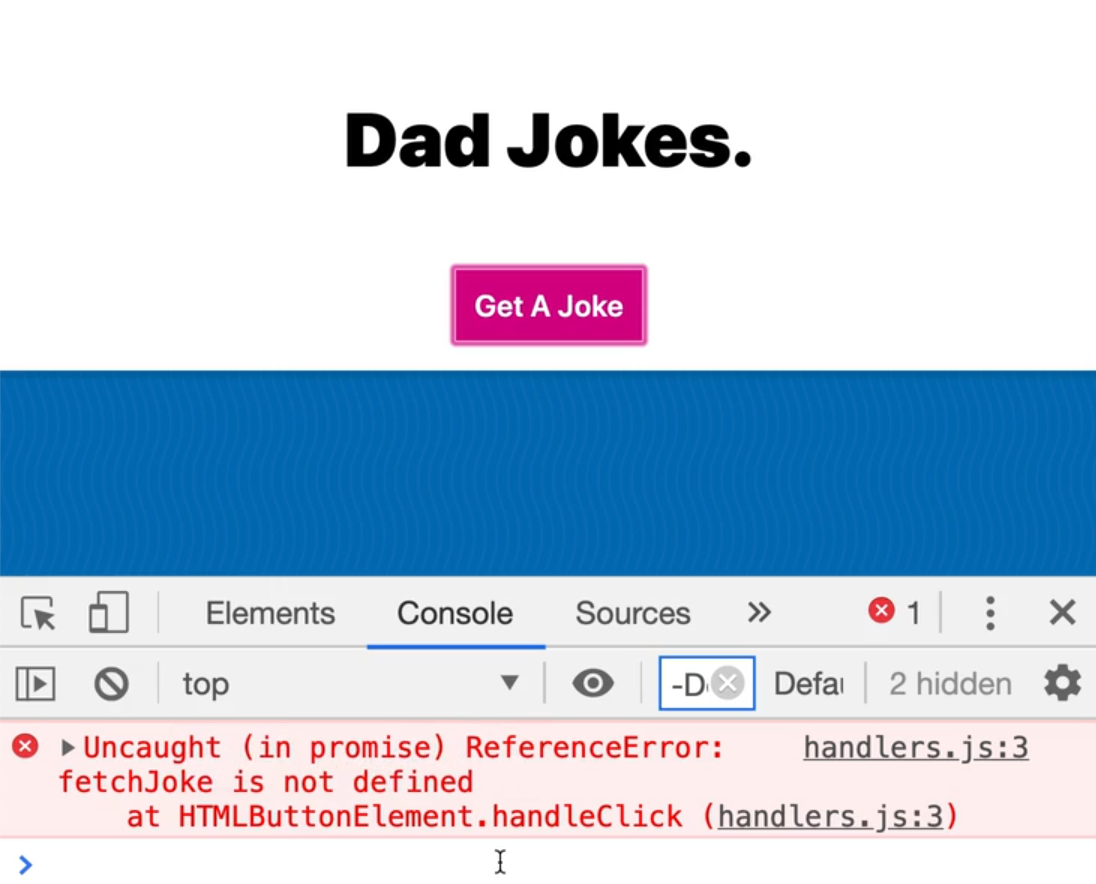 Dad Jokes.
Get A Joke
Elements Console Sources 1
top -D Defau 2 hidden
Uncaught (in promise) ReferenceError: handlers.js:3
fetchJoke is not defined
at HTMLButtonElement.handleClick (handlers.js:3)